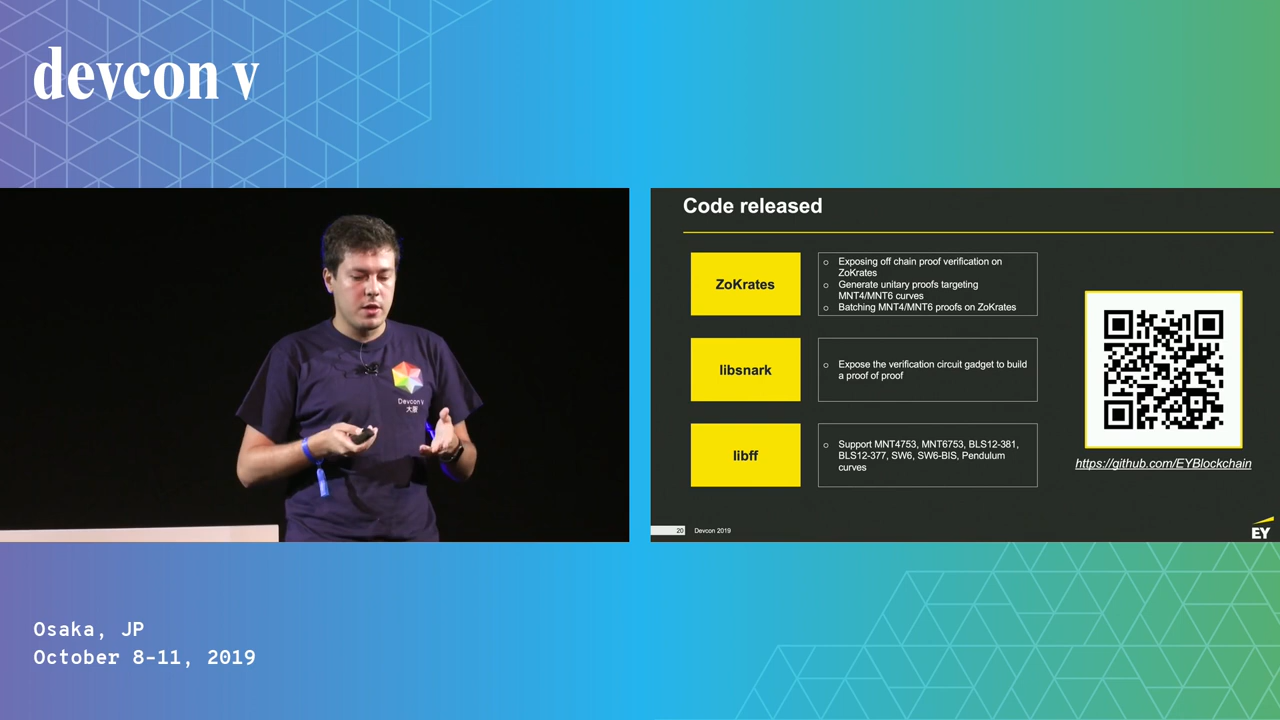 devcon v
Devcon V
大阪
Code released
ZoKrates
Exposing off chain proof verification on
ZoKrates
Generate unitary proofs targeting
MNT4/MNT6 curves
Batching MNT4/MNT6 proofs on ZoKrates
libsnark
Expose the verification circuit gadget to build
a proof of proof
libff
Support MNT4753, MNT6753, BLS12-381,
BLS12-377, SW6, SW6-BIS, Pendulum
curves
https://github.com/EYBlockchain
20 Devcon 2019
EY
Osaka, JP
October 8-11, 2019